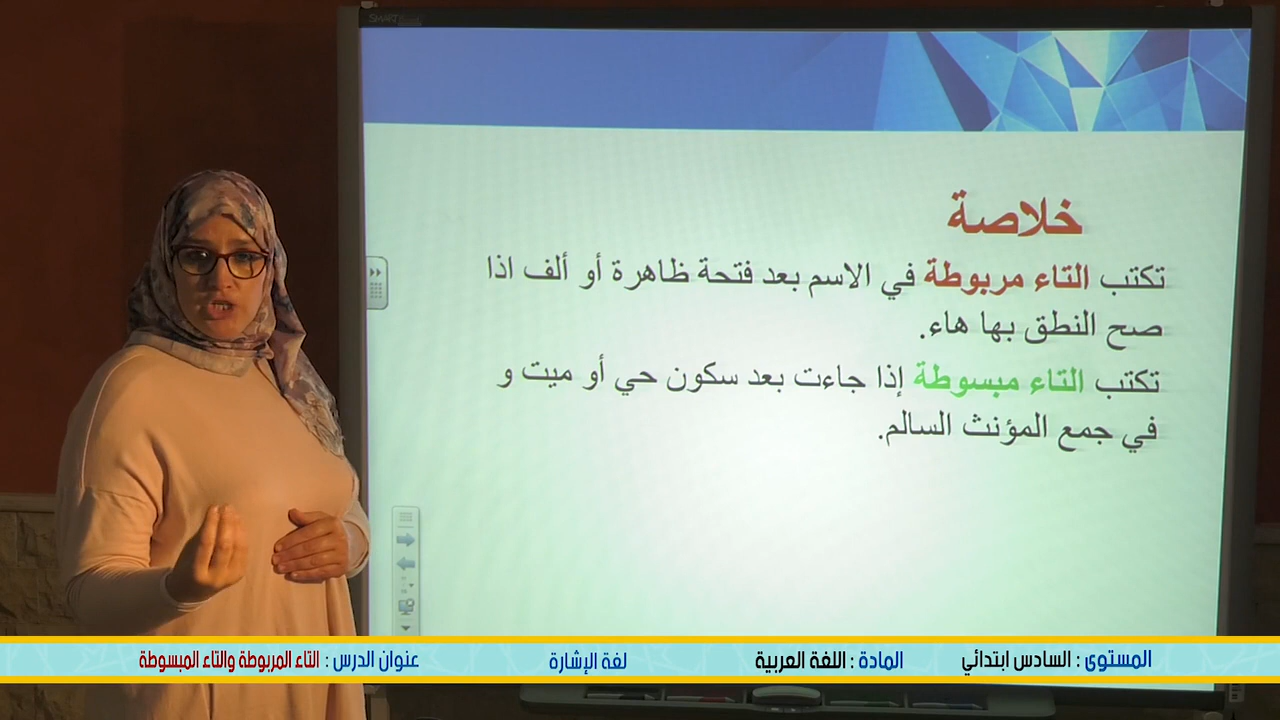 SMART
خلاصة
تكتب التاء مربوطة في الاسم بعد فتحة ظاهرة أو ألف اذا
صح النطق بها هاء.
تكتب التاء مبسوطة إذا جاءت بعد سكون حي أو ميت و
في جمع المؤنث السالم.
المستوى : السادس ابتدائي
المادة : اللغة العربية
لغة الإشارة
عنوان الدرس : التاء المربوطة والتاء المبسوطة